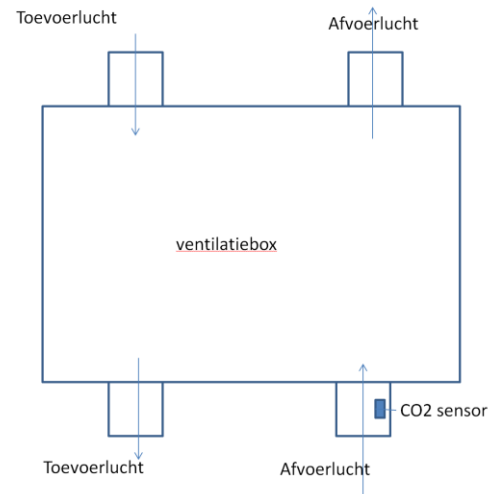 Toevoerlucht
Afvoerlucht
ventilatiebox
CO2 sensor
Toevoerlucht
Afvoerlucht